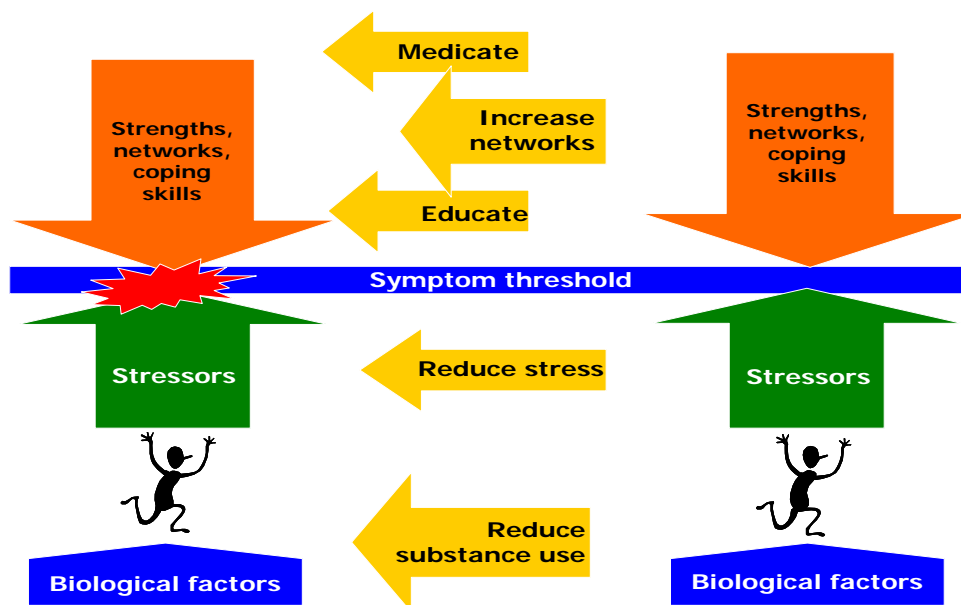 Medicate
Strengths,
networks,
coping
skills
Increase
networks
Strengths,
networks,
coping
skills
Educate
Symptom threshold
Stressors
Reduce stress
Stressors
Reduce
substance use
Biological factors
Biological factors